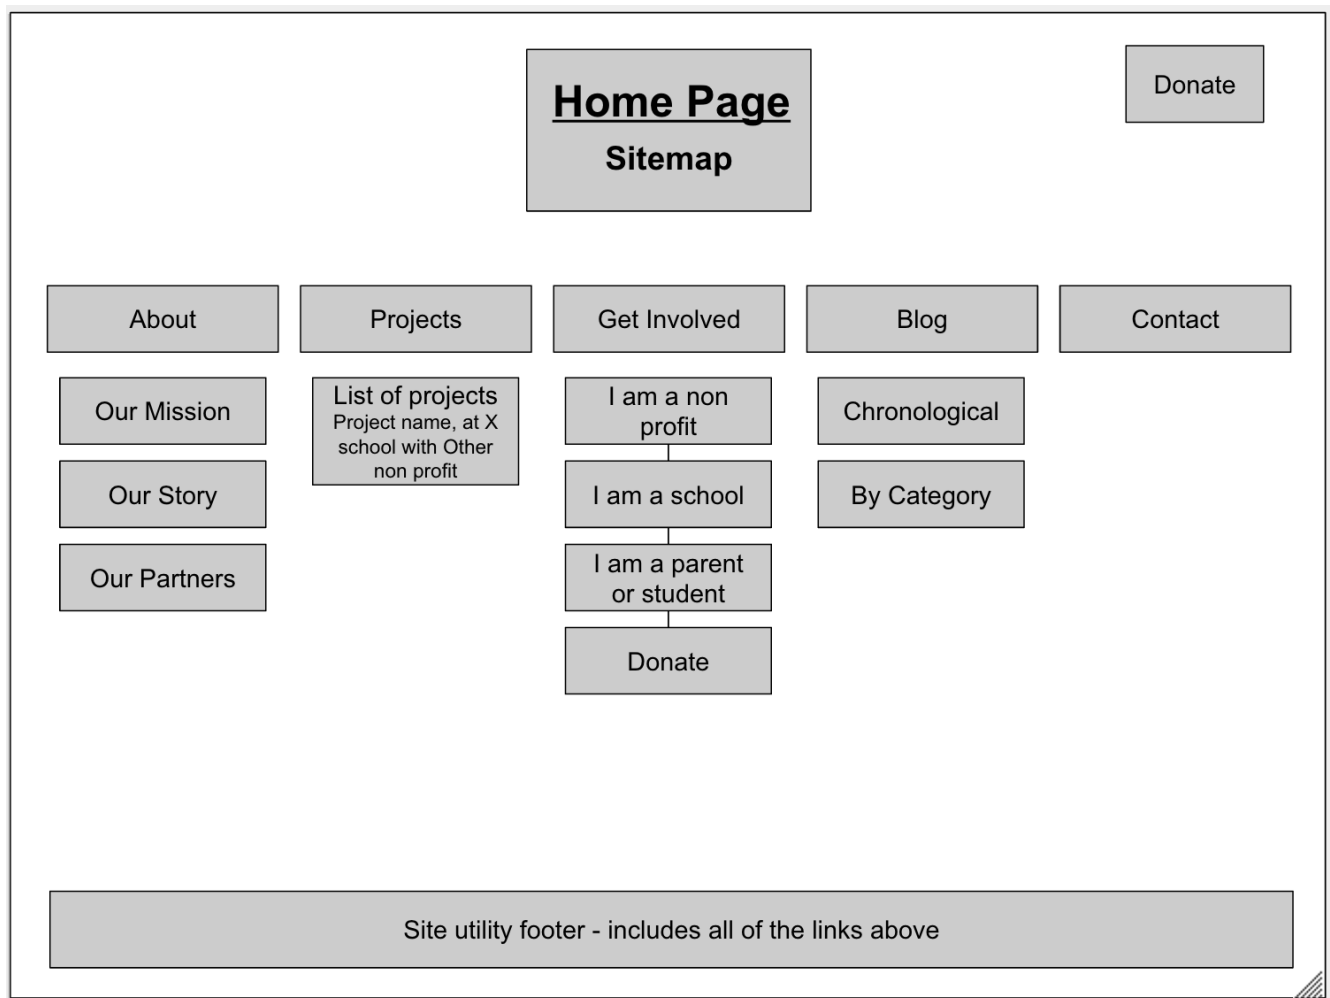 Home Page
Sitemap
Donate
About
Projects
Get Involved
Blog
Contact
Our Mission
Our Story
Our Partners
List of projects
Project name, at X
school with Other
non profit
I am a non
profit
I am a school
I am a parent
or student
Donate
Chronological
By Category
Site utility footer - includes all of the links above